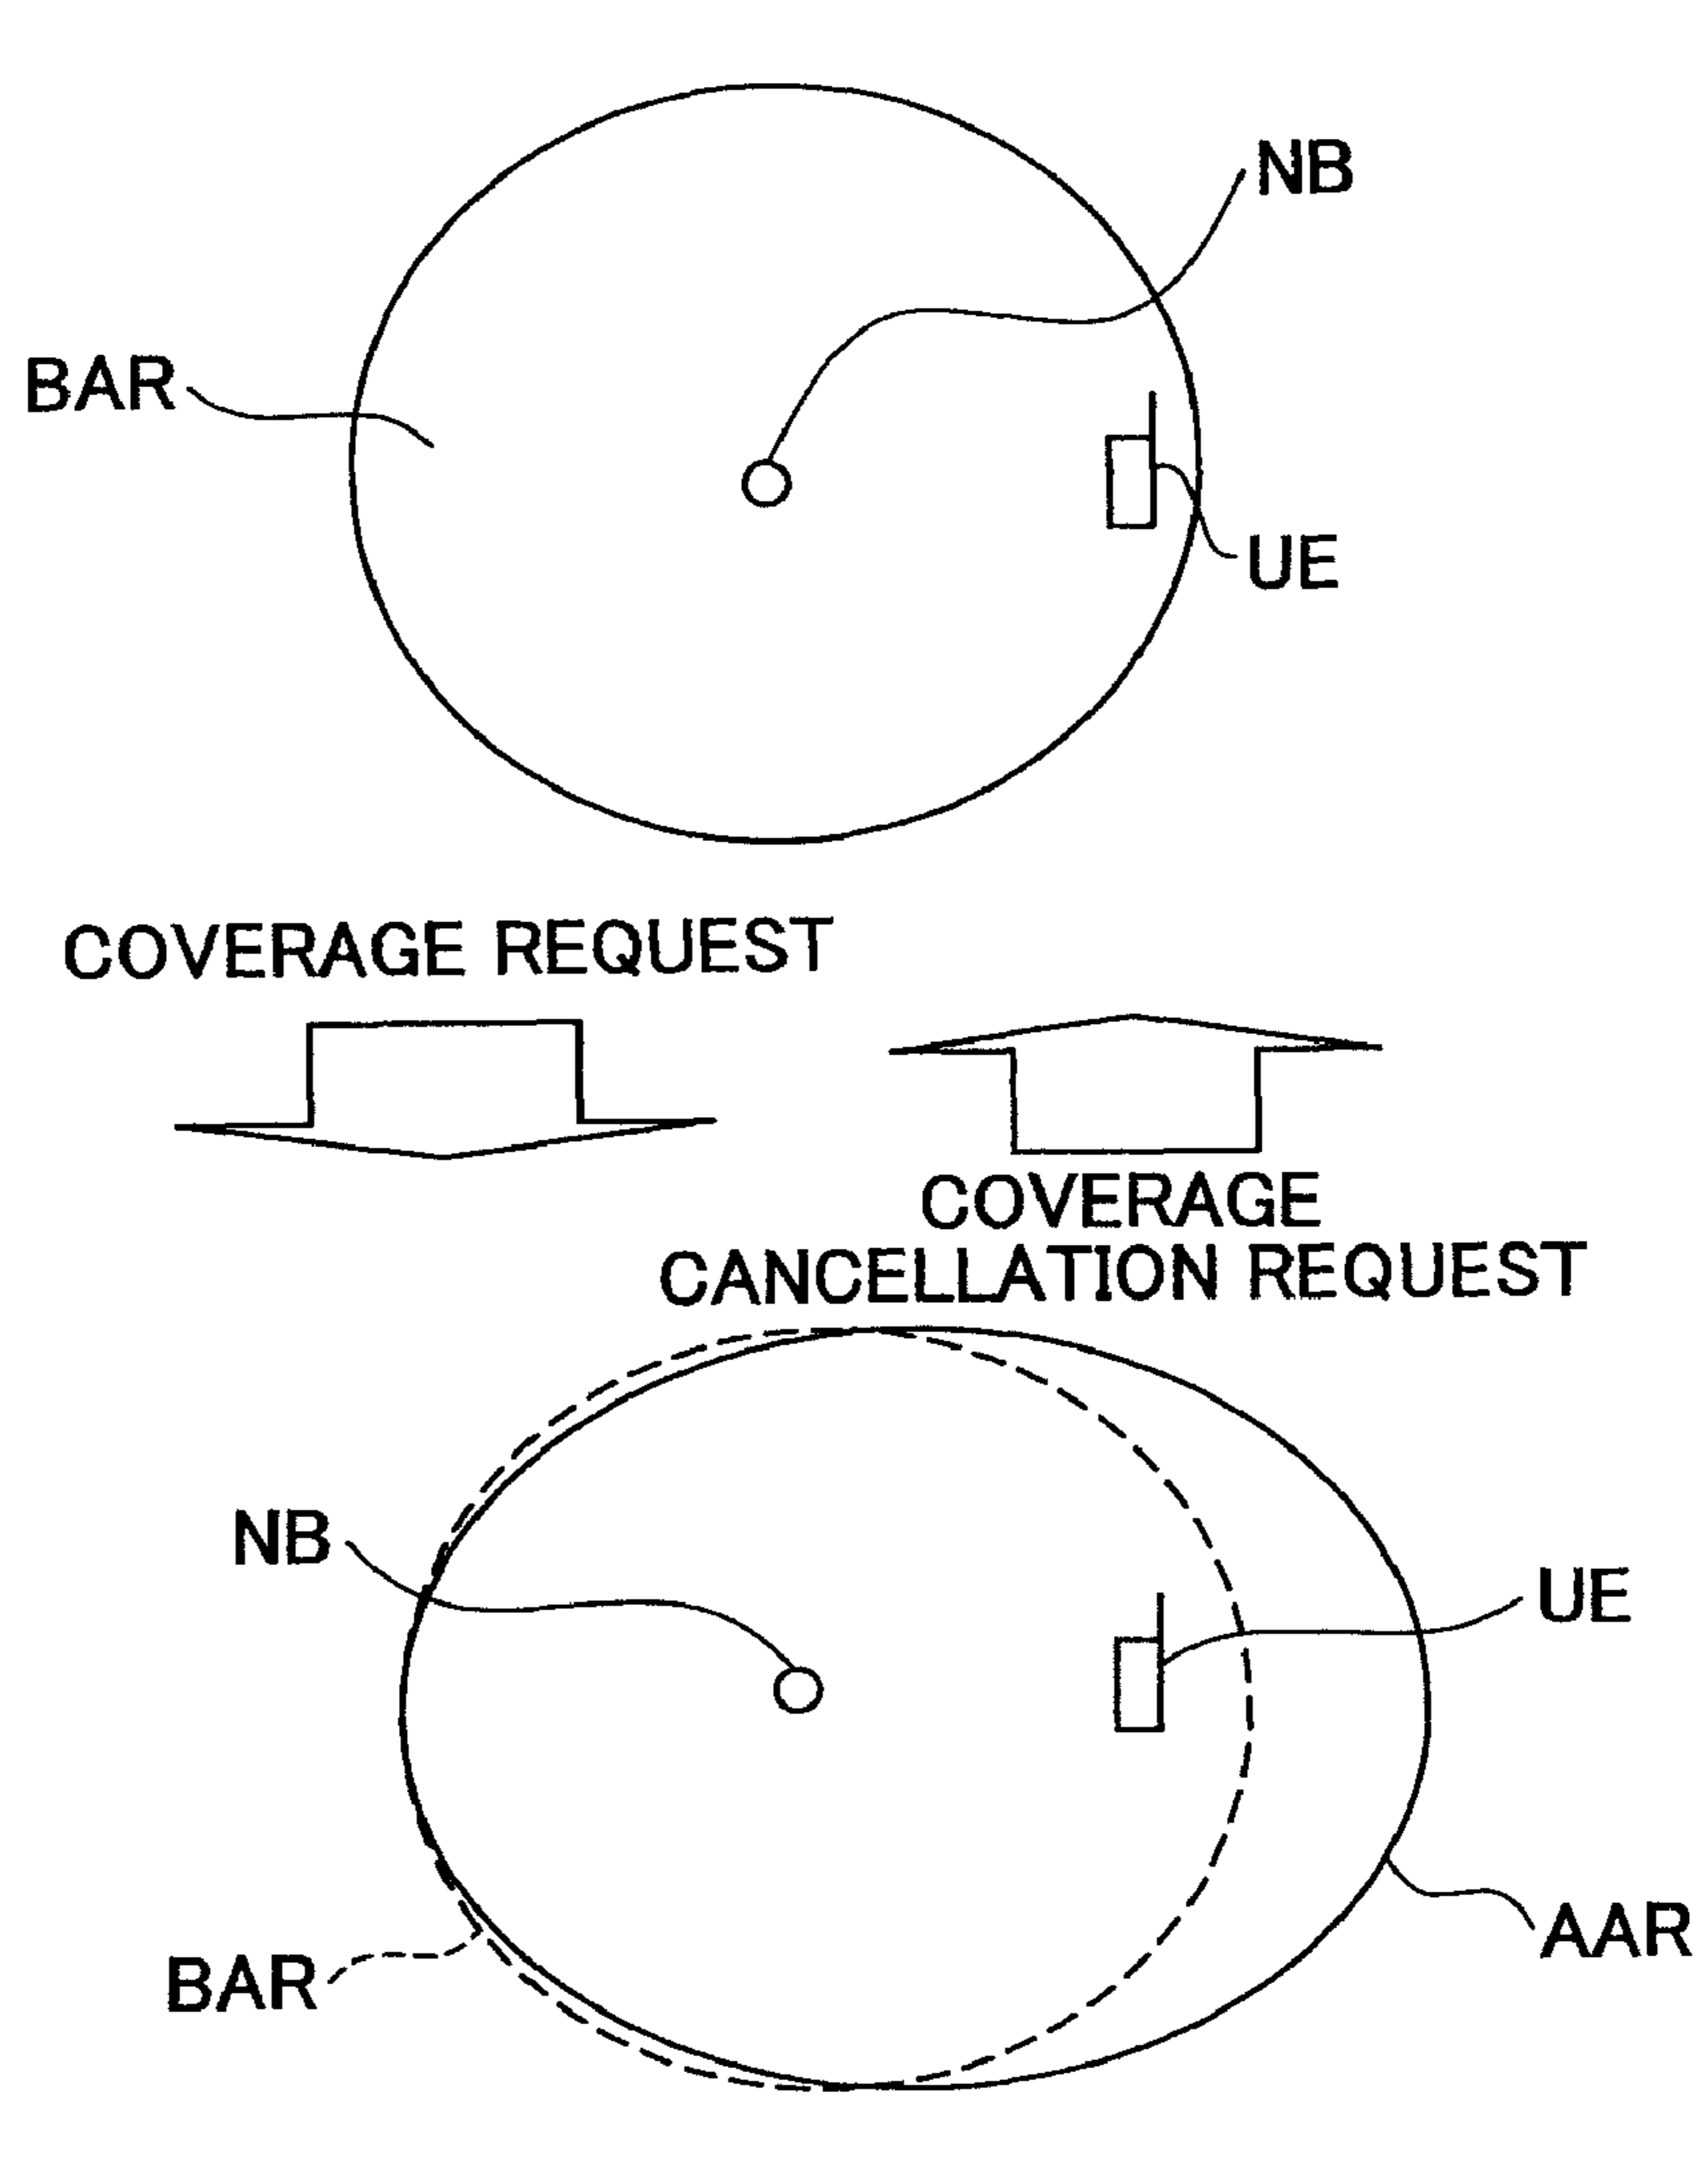 NB
BAR
UE
COVERAGE REQUEST
COVERAGE
CANCELLATION REQUEST
NB
UE
AAR
BAR